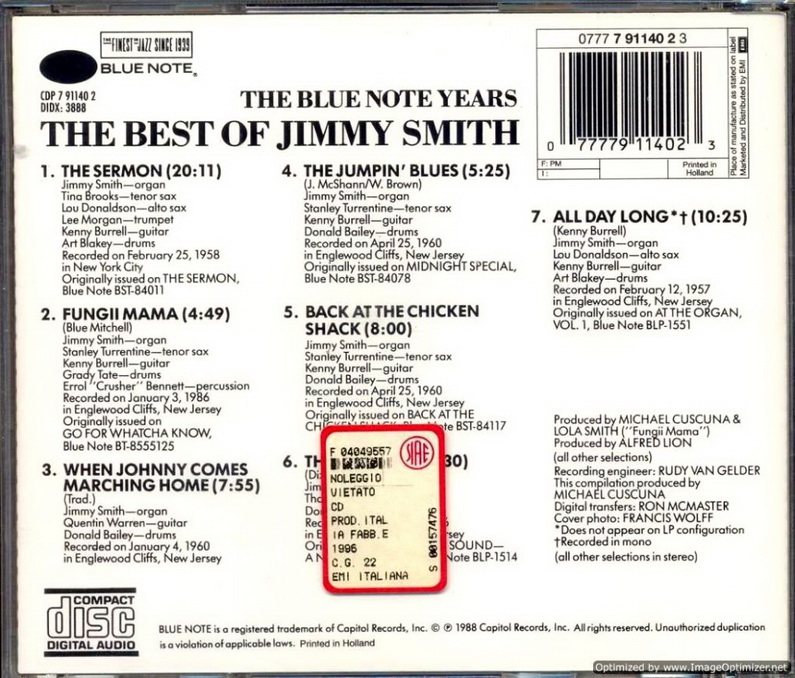 THE FINEST IN JAZZ SINCE 1939
BLUE NOTE®
CDP 7 91140 2
DIDX: 3888
THE BLUE NOTE YEARS
THE BEST OF JIMMY SMITH
0777 7 91140 2 3
0 77779 11402 3
F: PM
I:
Printed in
Holland
Place of manufacture as stated on label
Marketed and Distributed by EMI EMI
1. THE SERMON (20:11)
Jimmy Smith—organ
Tina Brooks—tenor sax
Lou Donaldson—alto sax
Lee Morgan—trumpet
Kenny Burrell—guitar
Art Blakey—drums
Recorded on February 25, 1958
in New York City
Originally issued on THE SERMON,
Blue Note BST-84011
2. FUNGII MAMA (4:49)
(Blue Mitchell)
Jimmy Smith—organ
Stanley Turrentine—tenor sax
Kenny Burrell—guitar
Grady Tate—drums
Errol "Crusher" Bennett—percussion
Recorded on January 3, 1986
in Englewood Cliffs, New Jersey
Originally issued on
GO FOR WHATCHA KNOW,
Blue Note BT-8555125
3. WHEN JOHNNY COMES
MARCHING HOME (7:55)
(Trad.)
Jimmy Smith—organ
Quentin Warren—guitar
Donald Bailey—drums
Recorded on January 4, 1960
in Englewood Cliffs, New Jersey
4. THE JUMPIN' BLUES (5:25)
(J. McShann/W. Brown)
Jimmy Smith—organ
Stanley Turrentine—tenor sax
Kenny Burrell—guitar
Donald Bailey—drums
Recorded on April 25, 1960
in Englewood Cliffs, New Jersey
Originally issued on MIDNIGHT SPECIAL,
Blue Note BST-84078
5. BACK AT THE CHICKEN
SHACK (8:00)
Jimmy Smith—organ
Stanley Turrentine—tenor sax
Kenny Burrell—guitar
Donald Bailey—drums
Recorded on April 25, 1960
in Englewood Cliffs, New Jersey
Originally issued on BACK AT THE
CHICKEN SHACK, Blue Note BST-84117
6.
SOUND—
Note BLP-1514
F 04049557
SIAE
NOLEGGIO
VIETATO
CD
PROD. ITAL
IA FABB.E
1996
C.G. 22
EMI ITALIANA
S 00157476
7. ALL DAY LONG*† (10:25)
(Kenny Burrell)
Jimmy Smith—organ
Lou Donaldson—alto sax
Kenny Burrell—guitar
Art Blakey—drums
Recorded on February 12, 1957
in Englewood Cliffs, New Jersey
Originally issued on AT THE ORGAN,
VOL. 1, Blue Note BLP-1551
Produced by MICHAEL CUSCUNA &
LOLA SMITH ("Fungii Mama")
Produced by ALFRED LION
(all other selections)
Recording engineer: RUDY VAN GELDER
This compilation produced by
MICHAEL CUSCUNA
Digital transfers: RON MCMASTER
Cover photo: FRANCIS WOLFF
*Does not appear on LP configuration
†Recorded in mono
(all other selections in stereo)
COMPACT
disc
DIGITAL AUDIO
BLUE NOTE is a registered trademark of Capitol Records, Inc. © ℗ 1988 Capitol Records, Inc. All rights reserved. Unauthorized duplication
is a violation of applicable laws. Printed in Holland
Optimized by www.ImageOptimizer.net